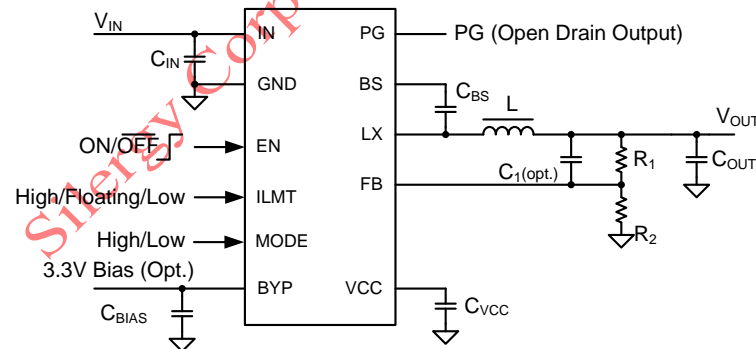 V_IN
IN
PG
PG (Open Drain Output)
C_IN
GND
BS
C_BS
L
V_OUT
ON/OFF
EN
LX
C_1(opt.)
R_1
C_OUT
High/Floating/Low
ILMT
FB
R_2
High/Low
MODE
3.3V Bias (Opt.)
BYP
VCC
C_BIAS
C_VCC
Silergy Corp